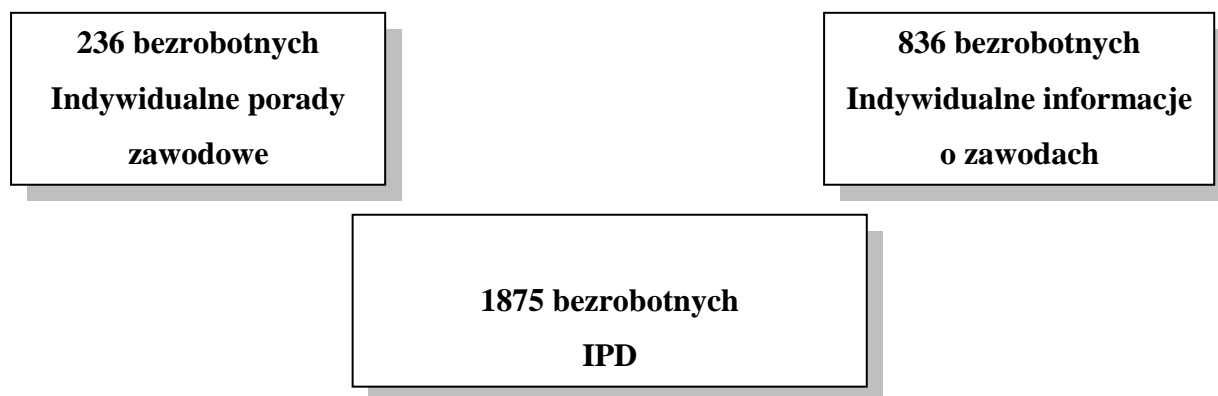 236 bezrobotnych
Indywidualne porady
zawodowe
836 bezrobotnych
Indywidualne informacje
o zawodach
1875 bezrobotnych
IPD